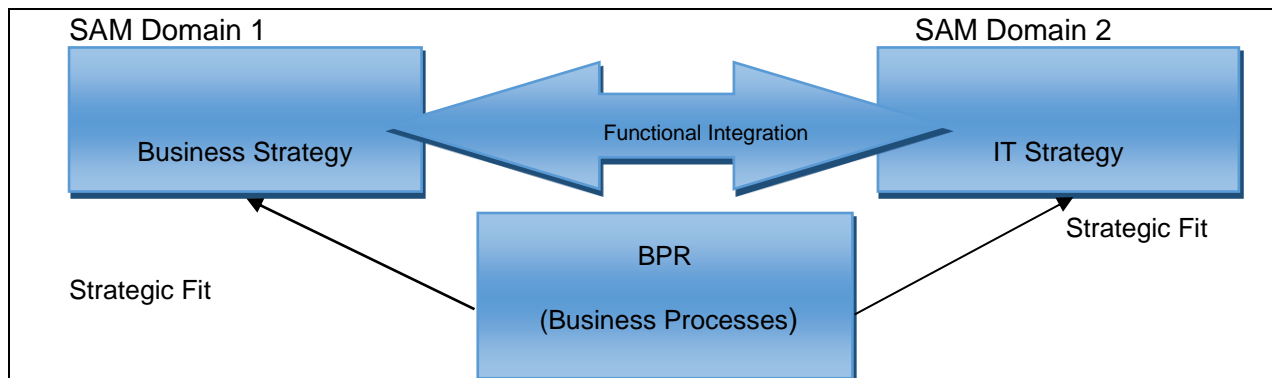 SAM Domain 1
SAM Domain 2
Business Strategy
Functional Integration
IT Strategy
Strategic Fit
BPR
Strategic Fit
(Business Processes)